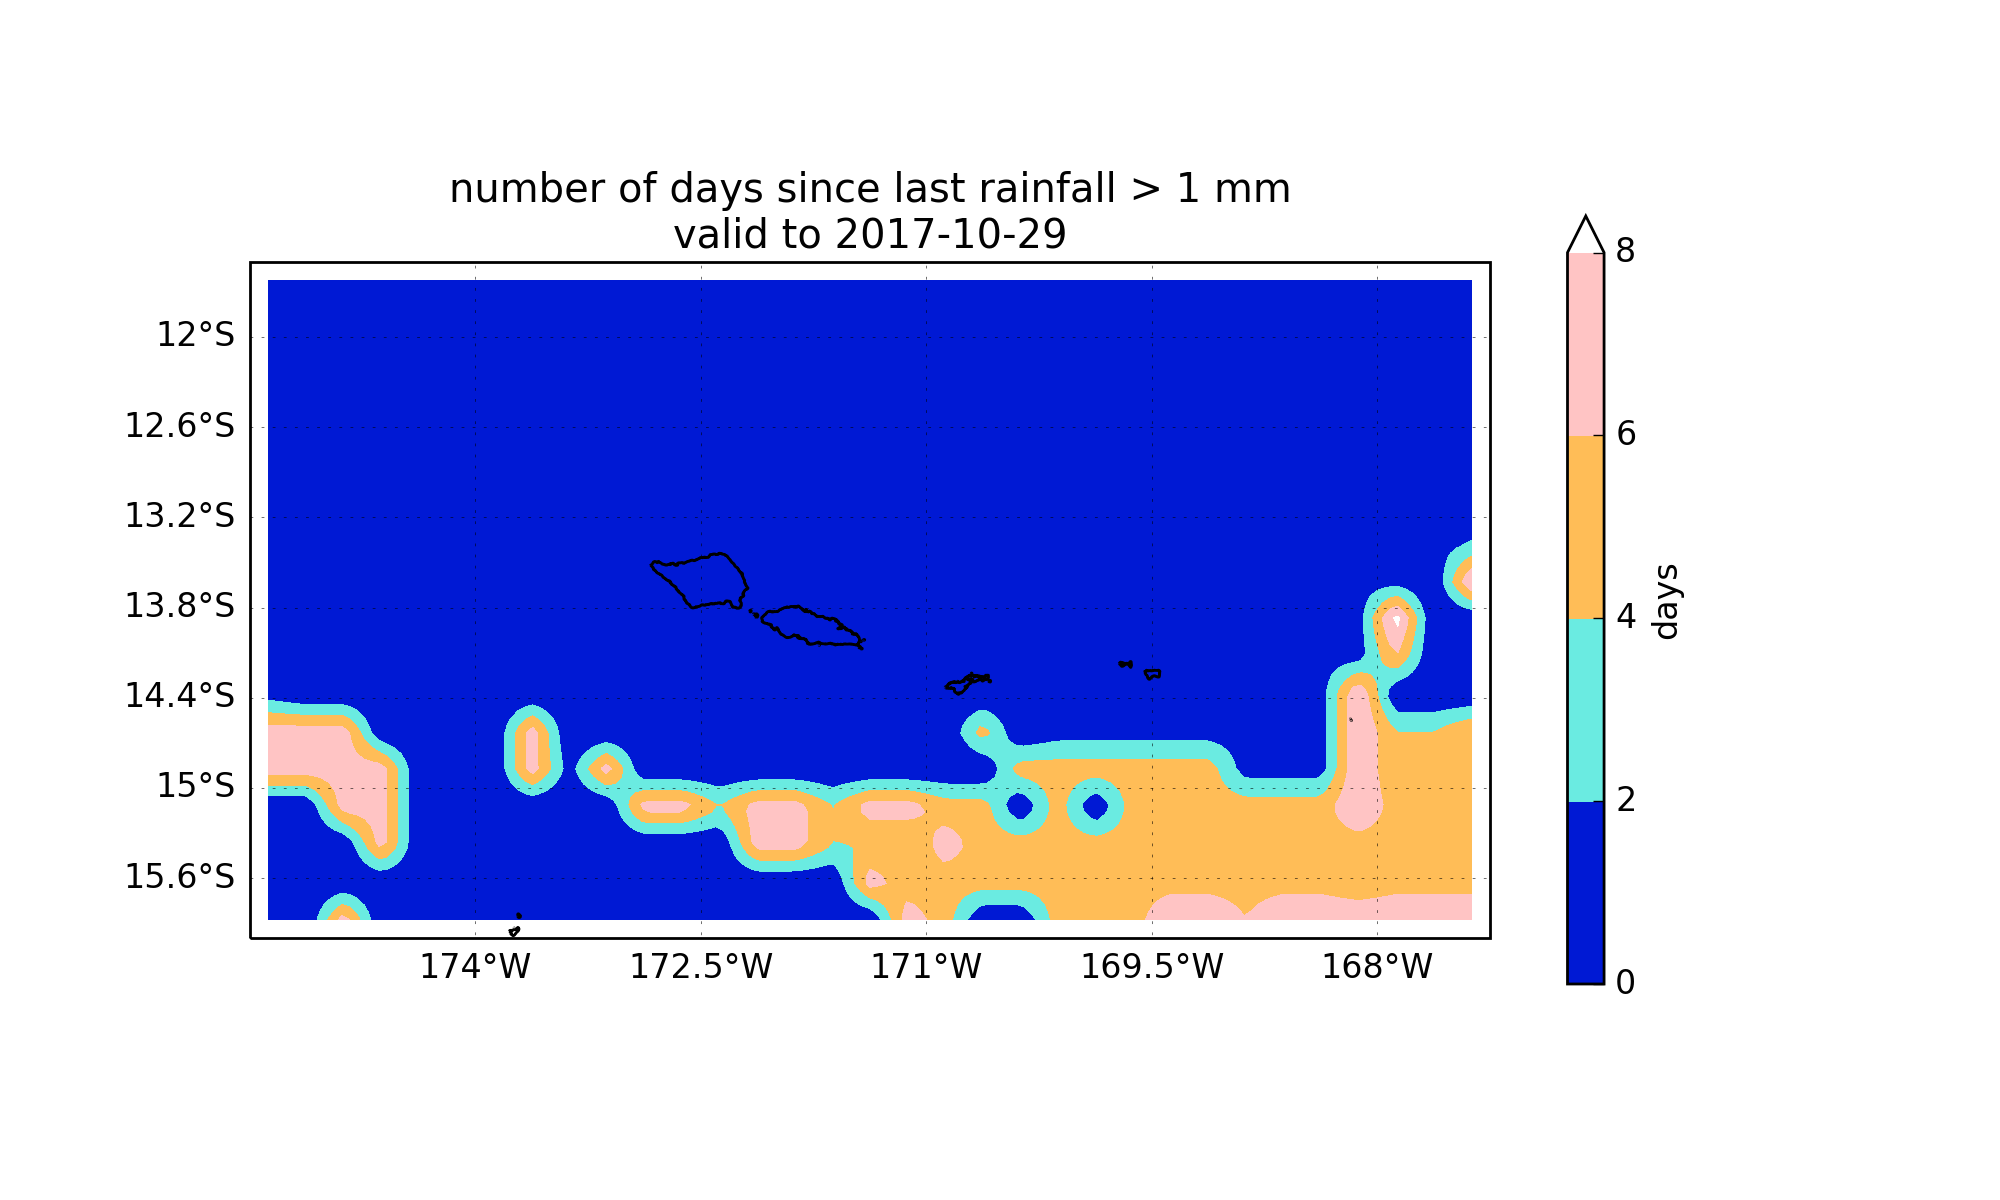 number of days since last rainfall > 1 mm
valid to 2017-10-29
12°S
12.6°S
13.2°S
13.8°S
14.4°S
15°S
15.6°S
174°W
172.5°W
171°W
169.5°W
168°W
8
6
4
2
0
days